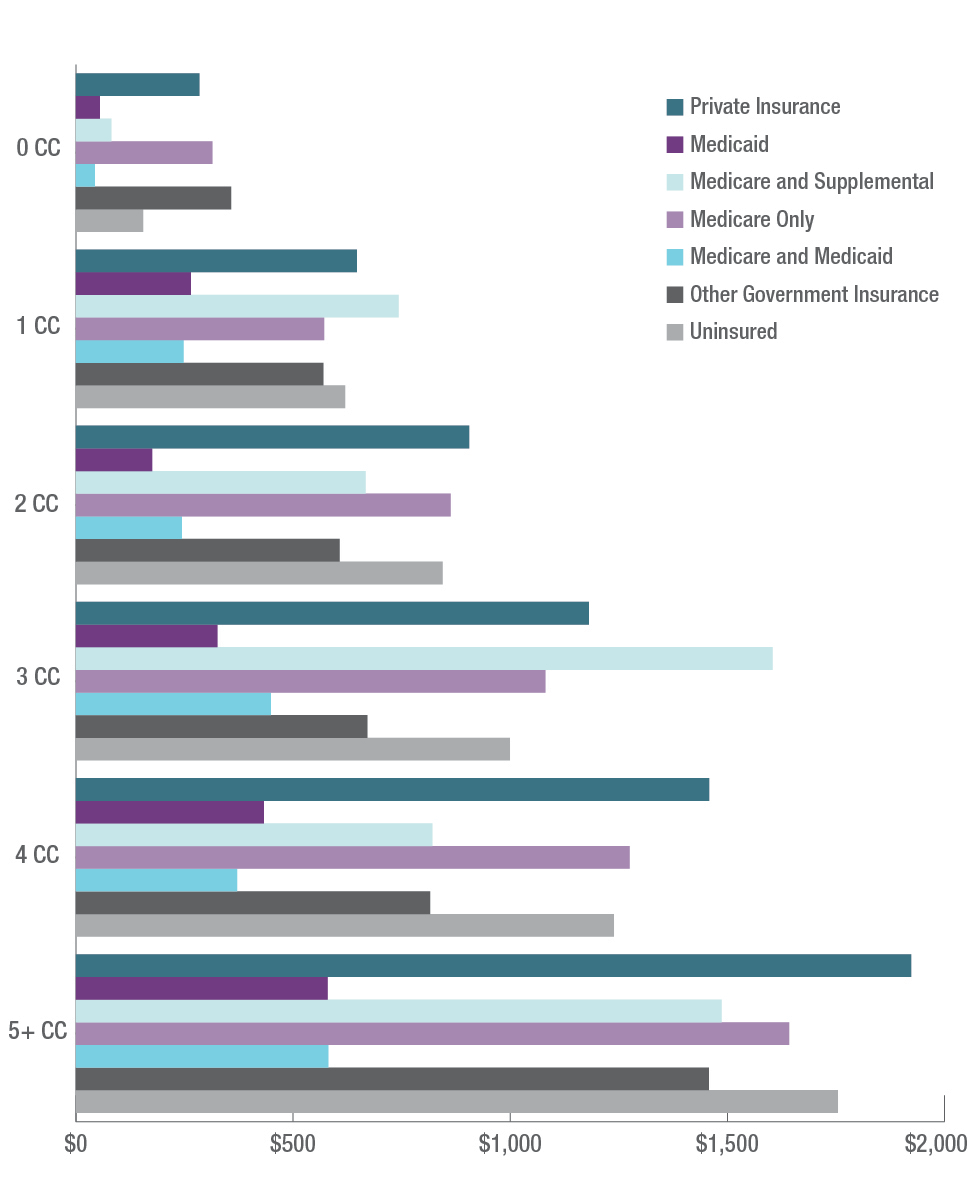 Private Insurance
Medicaid
Medicare and Supplemental
Medicare Only
Medicare and Medicaid
Other Government Insurance
Uninsured
0 CC
1 CC
2 CC
3 CC
4 CC
5+ CC
$0 $500 $1,000 $1,500 $2,000